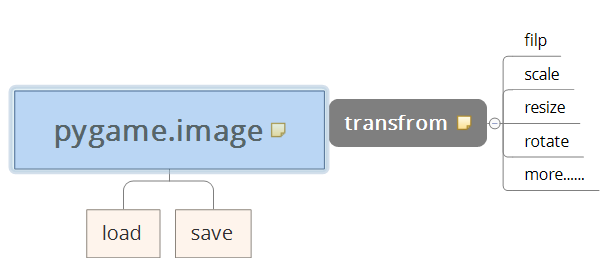 pygame.image
transfrom
filp
scale
resize
rotate
more......
load
save